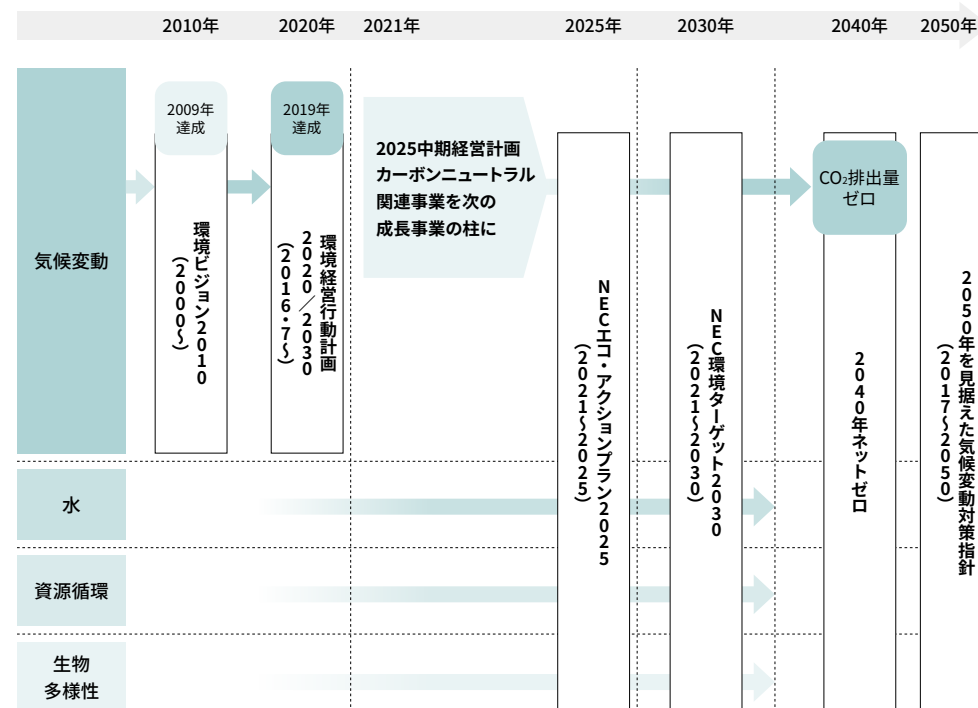 2010年 2020年 2021年 2025年 2030年 2040年 2050年
気候変動
2009年
達成
環境ビジョン2010
（2000〜）
2019年
達成
環境経営行動計画
2020／2030
（2016・7〜）
2025中期経営計画
カーボンニュートラル
関連事業を次の
成長事業の柱に
NECエコ・アクションプラン2025
（2021〜2025）
NEC環境ターゲット2030
（2021〜2030）
CO₂排出量
ゼロ
2040年ネットゼロ
2050年を見据えた気候変動対策指針
（2017〜2050）
水
資源循環
生物
多様性